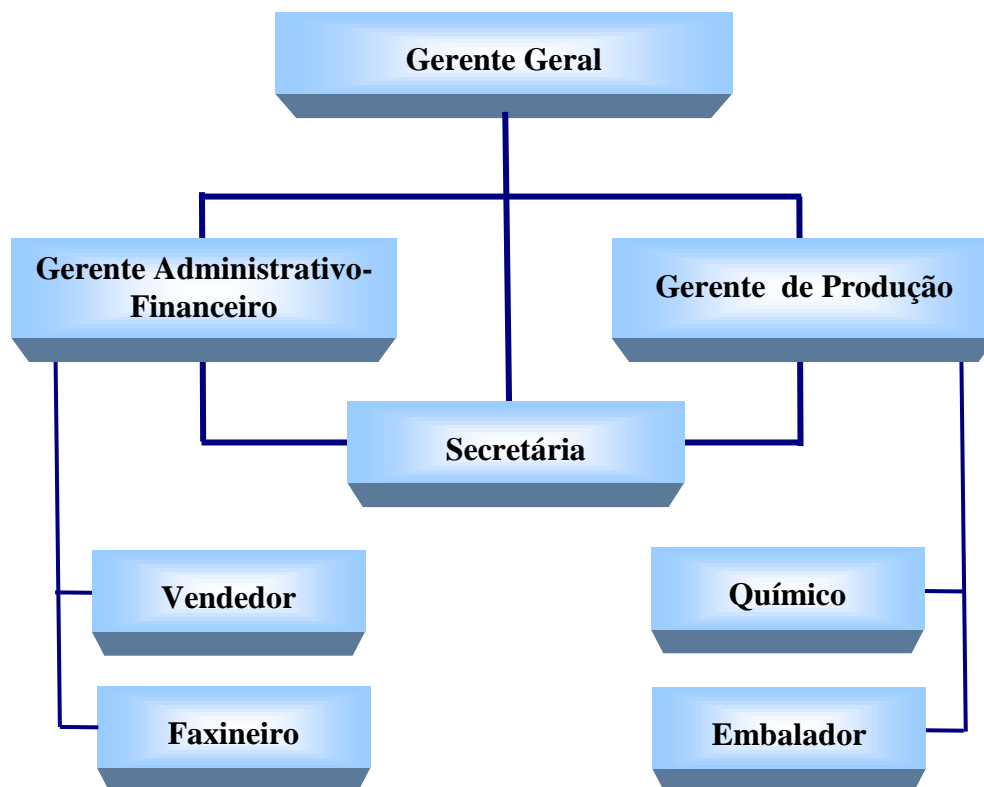 Gerente Geral
Gerente Administrativo-
Financeiro
Gerente de Produção
Secretária
Vendedor
Químico
Faxineiro
Embalador